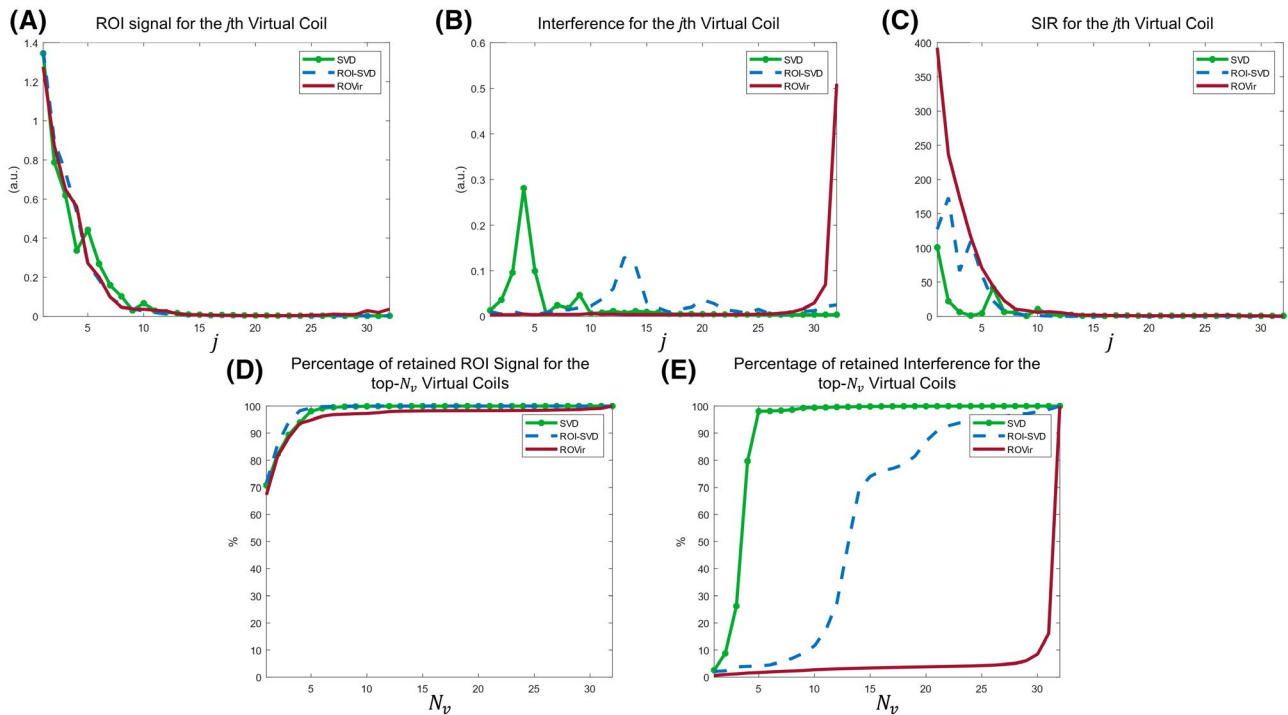 (A) ROI signal for the jth Virtual Coil
1.4
1.2
1
0.8
0.6
0.4
0.2
0
(a.u.)
SVD
ROI-SVD
ROVir
5 10 15 20 25 30
j
(B) Interference for the jth Virtual Coil
0.6
0.5
0.4
0.3
0.2
0.1
0
(a.u.)
SVD
ROI-SVD
ROVir
5 10 15 20 25 30
j
(C) SIR for the jth Virtual Coil
400
350
300
250
200
150
100
50
0
SVD
ROI-SVD
ROVir
5 10 15 20 25 30
j
(D) Percentage of retained ROI Signal for the
top-Nv Virtual Coils
100
90
80
70
60
50
40
30
20
10
0
%
SVD
ROI-SVD
ROVir
5 10 15 20 25 30
Nv
(E) Percentage of retained Interference for the
top-Nv Virtual Coils
100
90
80
70
60
50
40
30
20
10
0
%
SVD
ROI-SVD
ROVir
5 10 15 20 25 30
Nv